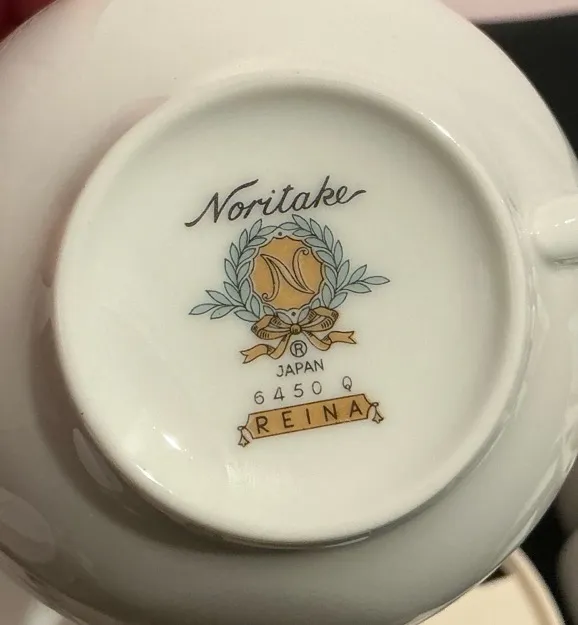 Noritake
N
®
JAPAN
6450 Q
REINA